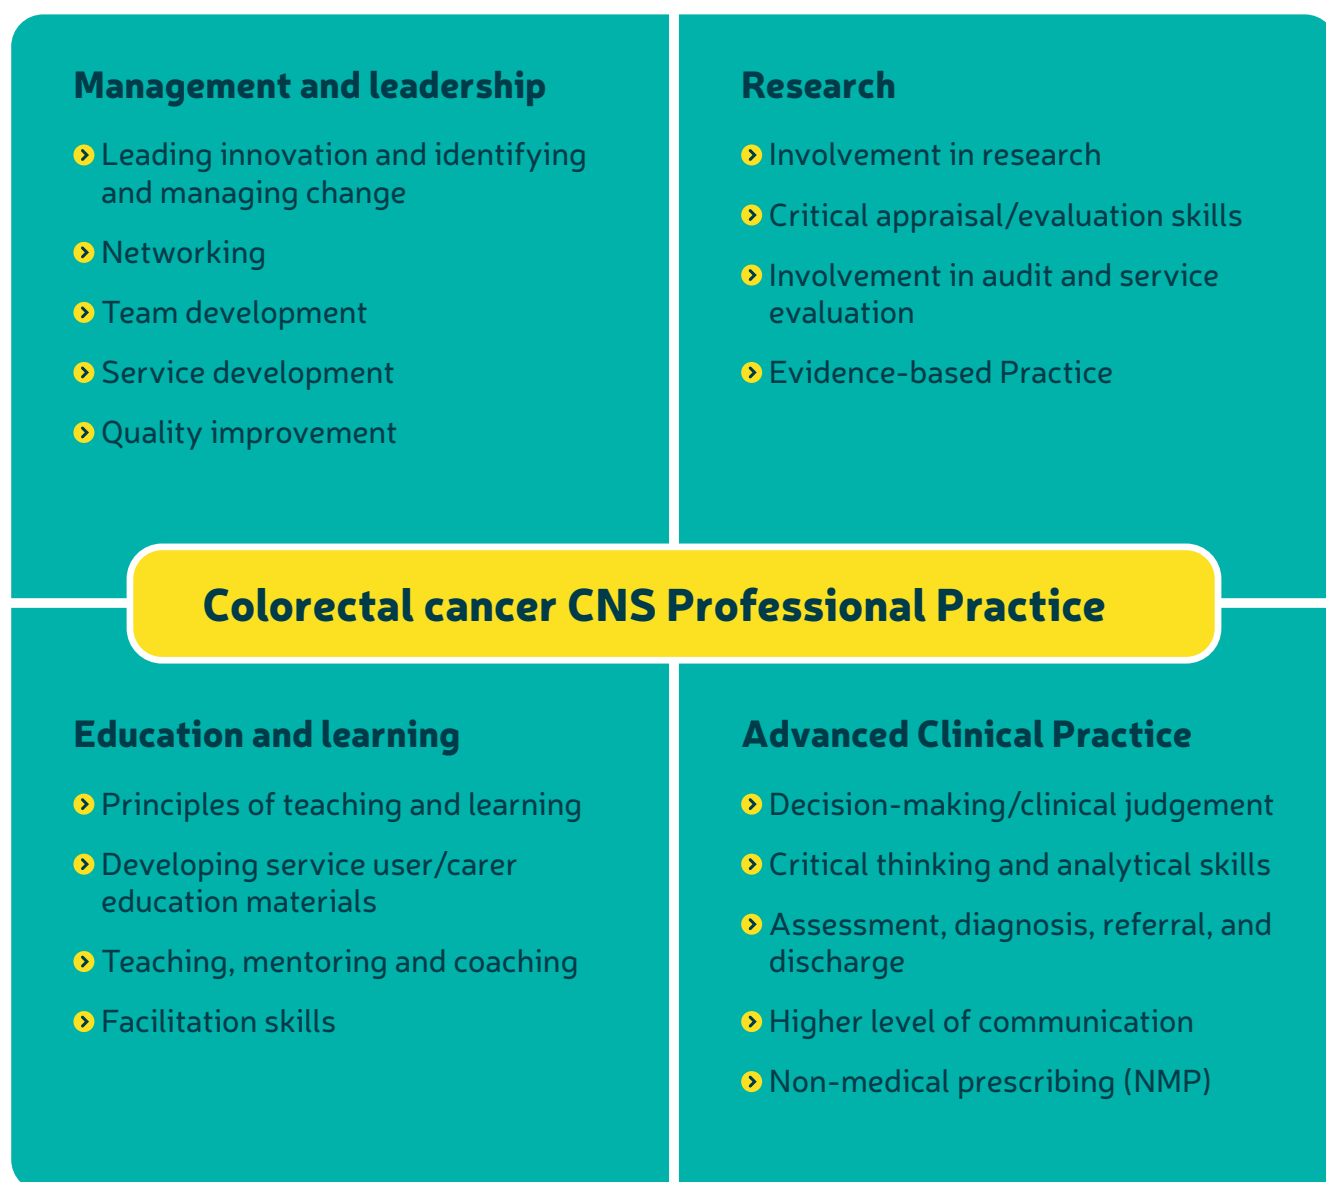 Management and leadership
Leading innovation and identifying
and managing change
Networking
Team development
Service development
Quality improvement
Research
Involvement in research
Critical appraisal/evaluation skills
Involvement in audit and service
evaluation
Evidence-based Practice
Colorectal cancer CNS Professional Practice
Education and learning
Principles of teaching and learning
Developing service user/carer
education materials
Teaching, mentoring and coaching
Facilitation skills
Advanced Clinical Practice
Decision-making/clinical judgement
Critical thinking and analytical skills
Assessment, diagnosis, referral, and
discharge
Higher level of communication
Non-medical prescribing (NMP)